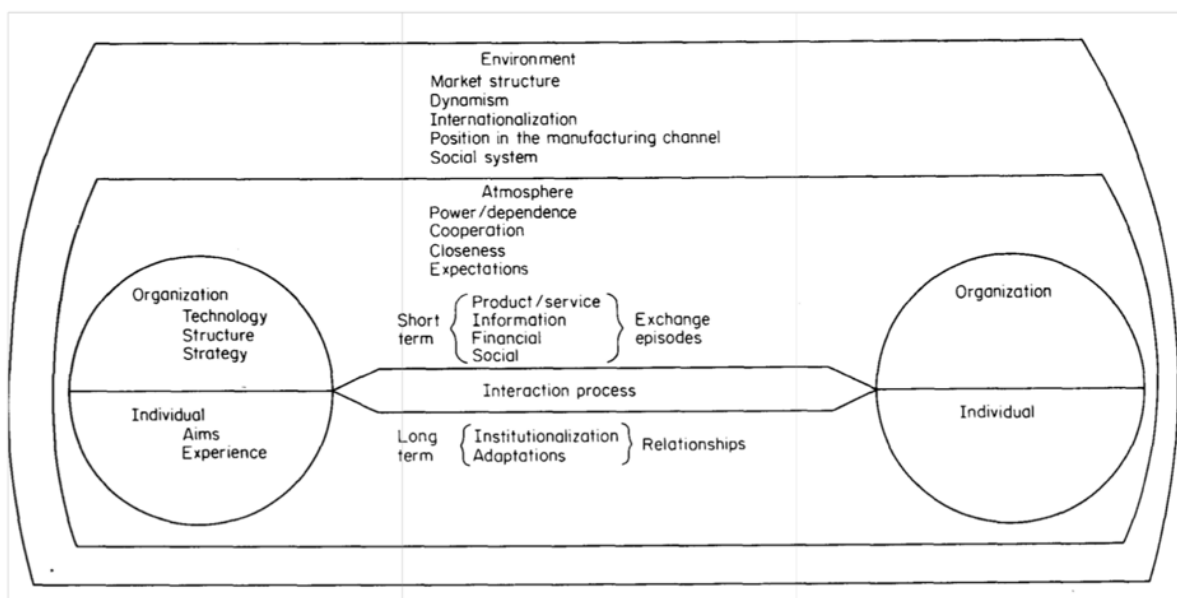 Environment
Market structure
Dynamism
Internationalization
Position in the manufacturing channel
Social system
Atmosphere
Power/dependence
Cooperation
Closeness
Expectations
Organization
Technology
Structure
Strategy
Individual
Aims
Experience
Short term
Product/service
Information
Financial
Social
Exchange episodes
Interaction process
Long term
Institutionalization
Adaptations
Relationships
Organization
Individual